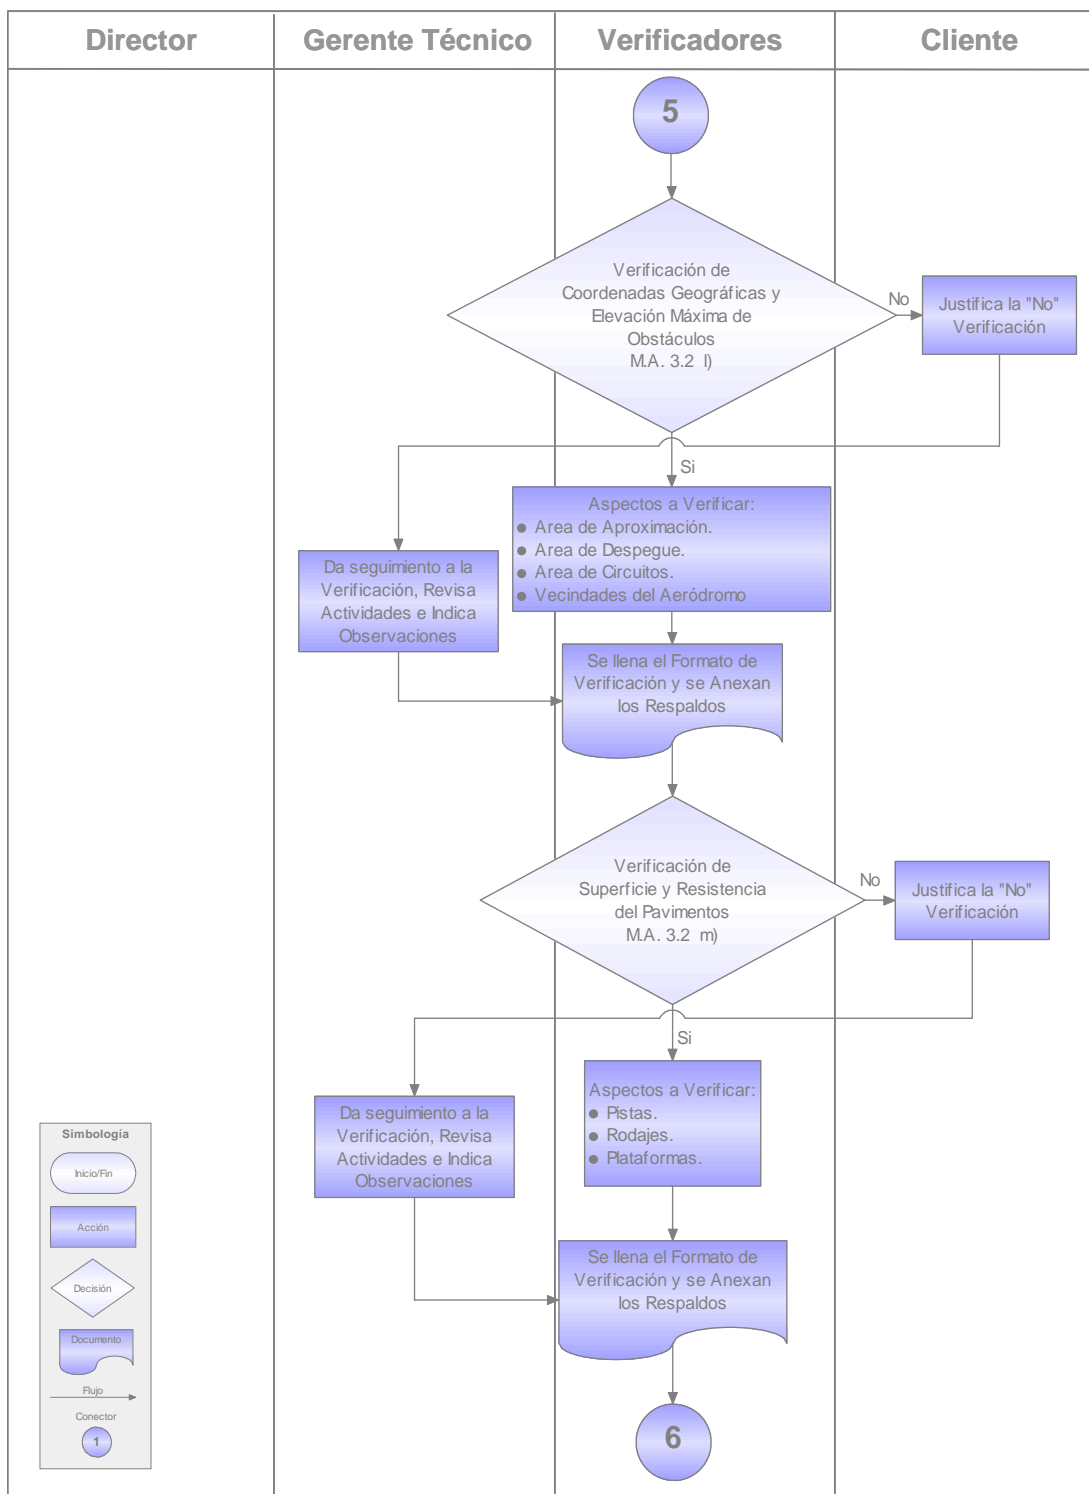 Director
Gerente Técnico
Verificadores
Cliente
5
Verificación de
Coordenadas Geográficas y
Elevación Máxima de
Obstáculos
M.A. 3.2 l)
No
Justifica la "No"
Verificación
Si
Aspectos a Verificar:
● Area de Aproximación.
● Area de Despegue.
● Area de Circuitos.
● Vecindades del Aeródromo
Da seguimiento a la
Verificación, Revisa
Actividades e Indica
Observaciones
Se llena el Formato de
Verificación y se Anexan
los Respaldos
Verificación de
Superficie y Resistencia
del Pavimentos
M.A. 3.2 m)
No
Justifica la "No"
Verificación
Si
Aspectos a Verificar:
● Pistas.
● Rodajes.
● Plataformas.
Da seguimiento a la
Verificación, Revisa
Actividades e Indica
Observaciones
Se llena el Formato de
Verificación y se Anexan
los Respaldos
6
Simbología
Inicio/Fin
Acción
Decisión
Documento
Flujo
Conector
1